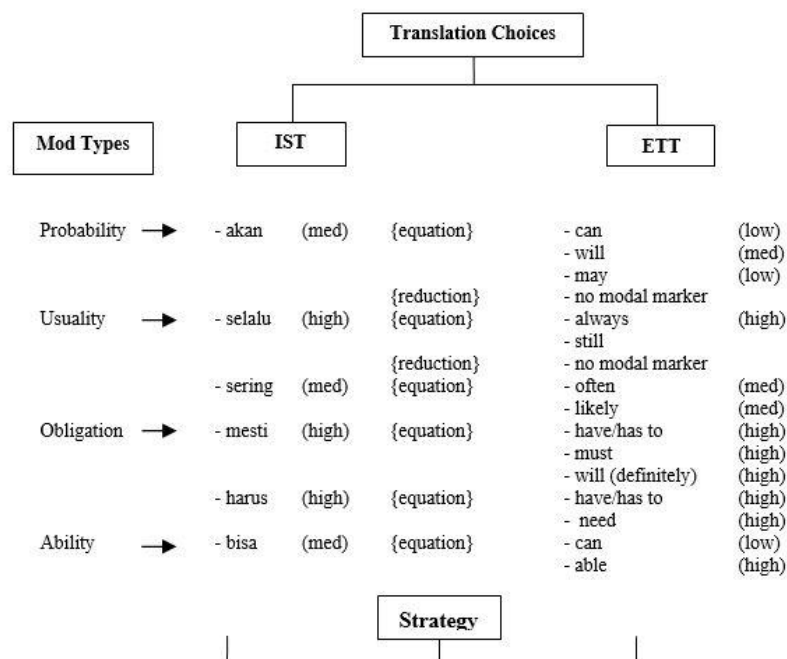 Translation Choices
Mod Types IST ETT
Probability - akan (med) {equation} - can (low)
- will (med)
- may (low)
{reduction} - no modal marker
Usuality - selalu (high) {equation} - always (high)
- still
{reduction} - no modal marker
- sering (med) {equation} - often (med)
- likely (med)
Obligation - mesti (high) {equation} - have/has to (high)
- must (high)
- will (definitely) (high)
- harus (high) {equation} - have/has to (high)
- need (high)
Ability - bisa (med) {equation} - can (low)
- able (high)
Strategy